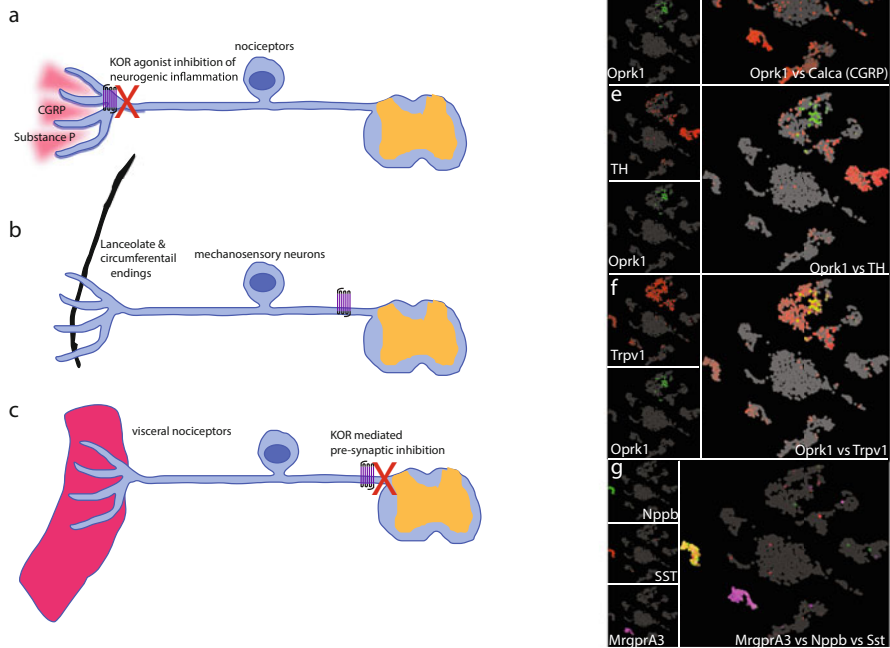 a
KOR agonist inhibition of
neurogenic inflammation
nociceptors
CGRP
Substance P
b
Lanceolate &
circumferentail
endings
mechanosensory neurons
c
visceral nociceptors
KOR mediated
pre-synaptic inhibition
Oprk1
Oprk1 vs Calca (CGRP)
e
TH
Oprk1
Oprk1 vs TH
f
Trpv1
Oprk1
Oprk1 vs Trpv1
g
Nppb
SST
MrgprA3
MrgprA3 vs Nppb vs Sst